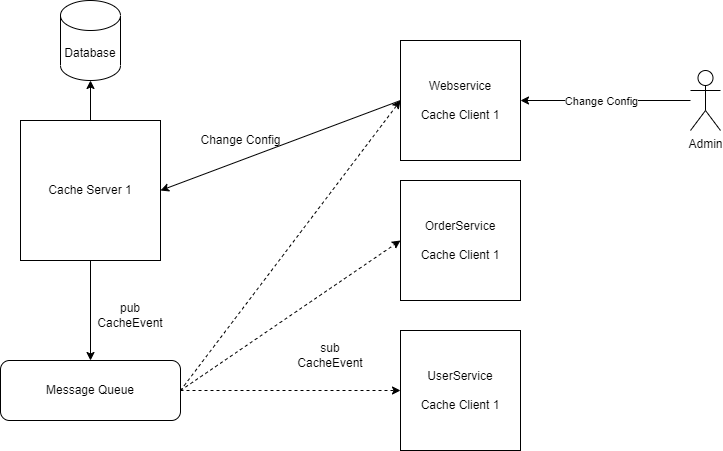 Database
Webservice
Cache Client 1
Change Config
Admin
Change Config
Cache Server 1
OrderService
Cache Client 1
pub
CacheEvent
sub
CacheEvent
UserService
Cache Client 1
Message Queue